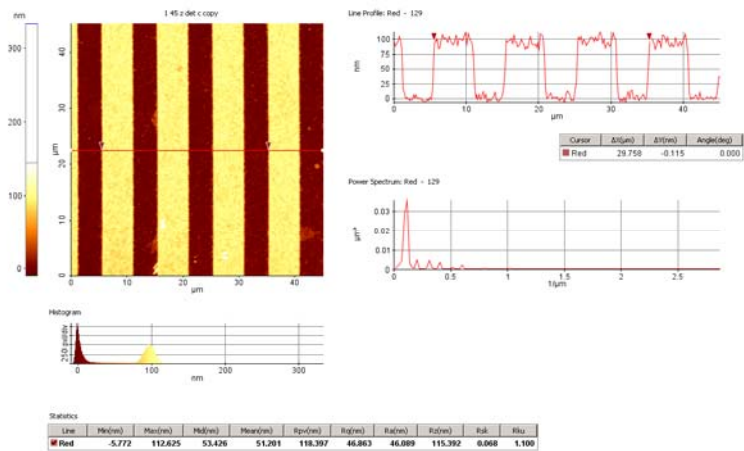 nm
1 45 z det c copy
Line Profile: Red - 129
300
200
100
0
µm
45
30
15
0
0 10 20 30 40
µm
nm
100
75
50
25
0
0 10 20 30 40
µm
Cursor ΔX(µm) ΔY(nm) Angle(deg)
Red 29.758 -0.115 0.000
Power Spectrum: Red - 129
0.03
0.02
0.01
0
0 0.5 1 1.5 2 2.5
1/µm
Histogram
250 pxl/div
0 100 200 300
nm
Statistics
Line Min(nm) Max(nm) Mid(nm) Mean(nm) Rpv(nm) Rq(nm) Ra(nm) Rz(nm) Rsk Rku
Red -5.772 112.625 53.426 51.201 118.397 46.863 46.089 115.392 0.068 1.100